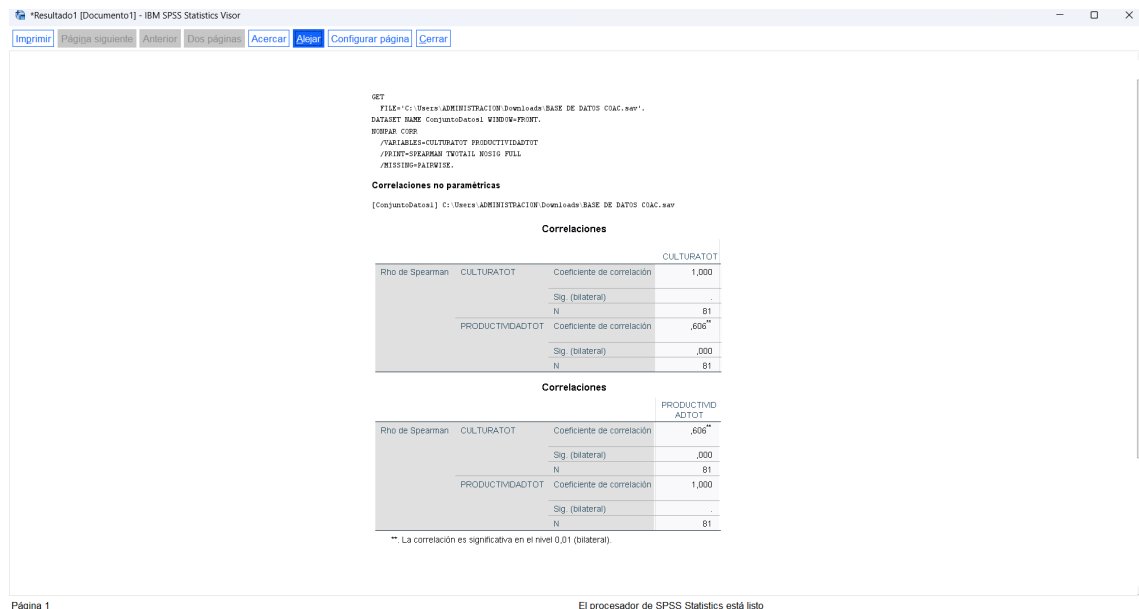 *Resultado1 [Documento1] - IBM SPSS Statistics Visor
Imprimir Página siguiente Anterior Dos páginas Acercar Alejar Configurar página Cerrar
GET
FILE='C:\Users\ADMINISTRACION\Downloads\BASE DE DATOS COAC.sav'.
DATASET NAME ConjuntoDatos1 WINDOW=FRONT.
NONPAR CORR
/VARIABLES=CULTURATOT PRODUCTIVIDADTOT
/PRINT=SPEARMAN TWOTAIL NOSIG FULL
/MISSING=PAIRWISE.
Correlaciones no paramétricas
[ConjuntoDatos1] C:\Users\ADMINISTRACION\Downloads\BASE DE DATOS COAC.sav
Correlaciones
CULTURATOT
Rho de Spearman CULTURATOT Coeficiente de correlación 1,000
Sig. (bilateral) .
N 81
PRODUCTIVIDADTOT Coeficiente de correlación ,606**
Sig. (bilateral) ,000
N 81
Correlaciones
PRODUCTIVID
ADTOT
Rho de Spearman CULTURATOT Coeficiente de correlación ,606**
Sig. (bilateral) ,000
N 81
PRODUCTIVIDADTOT Coeficiente de correlación 1,000
Sig. (bilateral) .
N 81
**. La correlación es significativa en el nivel 0,01 (bilateral).
Página 1 El procesador de SPSS Statistics está listo